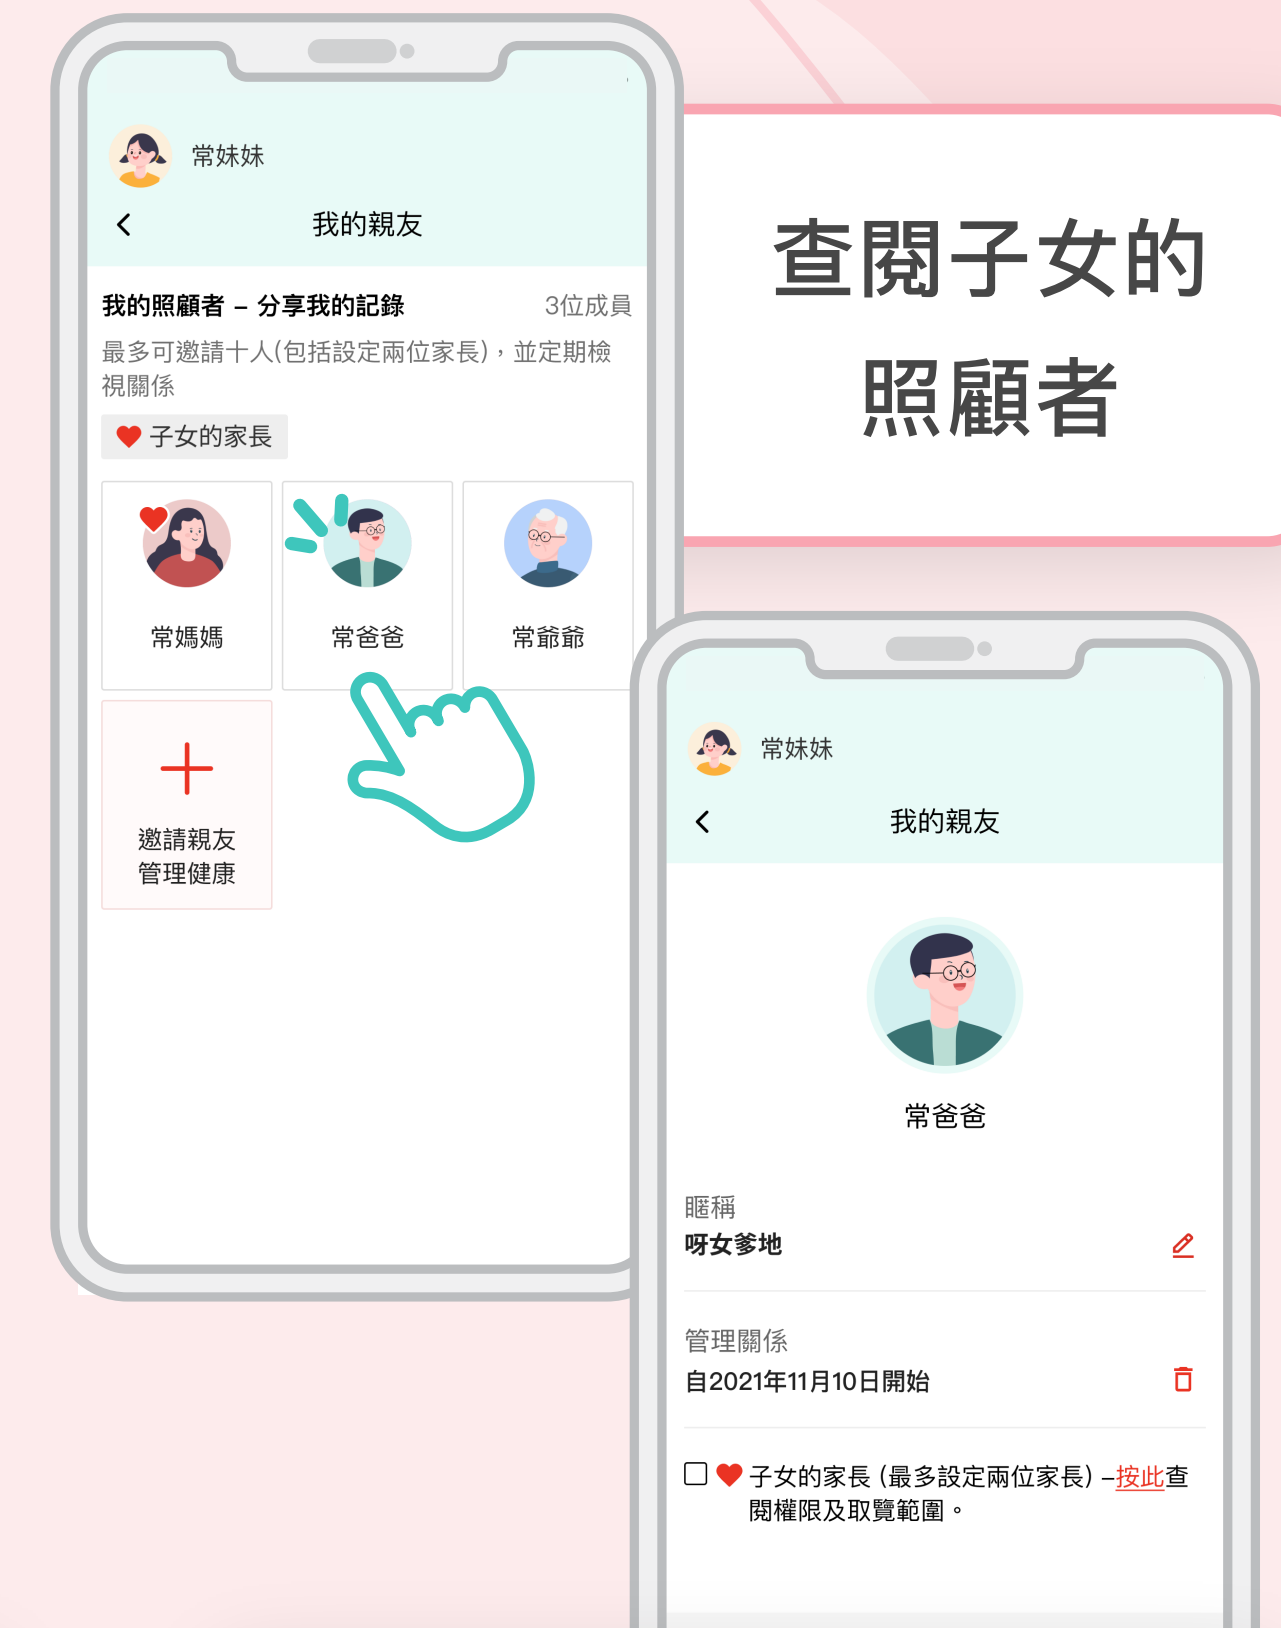 常妹妹
我的親友
我的照顧者 – 分享我的記錄
3位成員
最多可邀請十人(包括設定兩位家長)，並定期檢
視關係
子女的家長
常媽媽
常爸爸
常爺爺
邀請親友
管理健康
查閱子女的
照顧者
常妹妹
我的親友
常爸爸
暱稱
呀女爹地
管理關係
自2021年11月10日開始
子女的家長 (最多設定兩位家長) –按此查
閱權限及取覽範圍。